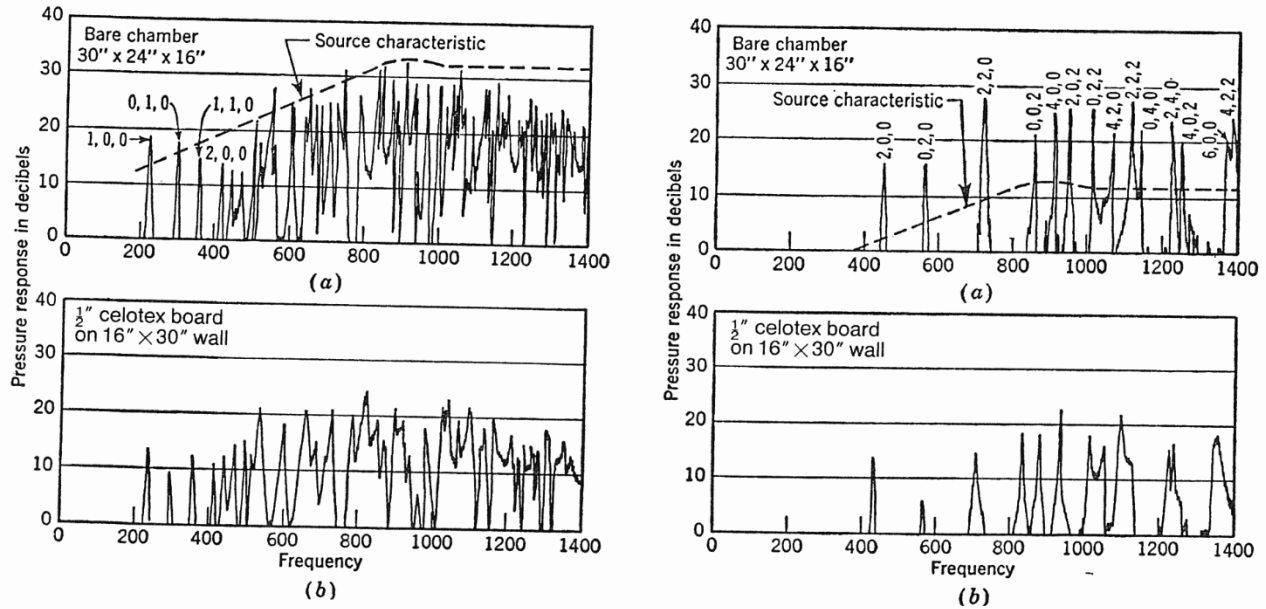 40
30
20
10
0
Pressure response in decibels
Bare chamber
30″ x 24″ x 16″
Source characteristic
0, 1, 0
1, 1, 0
1, 0, 0
2, 0, 0
0 200 400 600 800 1000 1200 1400
(a)
40
30
20
10
0
½″ celotex board
on 16″ × 30″ wall
0 200 400 600 800 1000 1200 1400
Frequency
(b)
40
30
20
10
0
Pressure response in decibels
Bare chamber
30″ x 24″ x 16″
Source characteristic
2, 0, 0
0, 2, 0
2, 2, 0
0, 0, 2
4, 0, 0
2, 0, 2
0, 2, 2
4, 2, 0
2, 2, 2
0, 4, 0
2, 4, 0
4, 0, 2
6, 0, 0
4, 2, 2
0 200 400 600 800 1000 1200 1400
(a)
40
30
20
10
0
½″ celotex board
on 16″ × 30″ wall
0 200 400 600 800 1000 1200 1400
Frequency
(b)